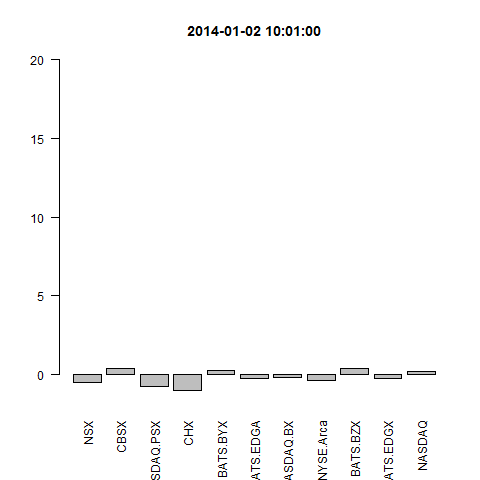 2014-01-02 10:01:00
20
15
10
5
0
NSX
CBSX
SDAQ.PSX
CHX
BATS.BYX
ATS.EDGA
ASDAQ.BX
NYSE.Arca
BATS.BZX
ATS.EDGX
NASDAQ